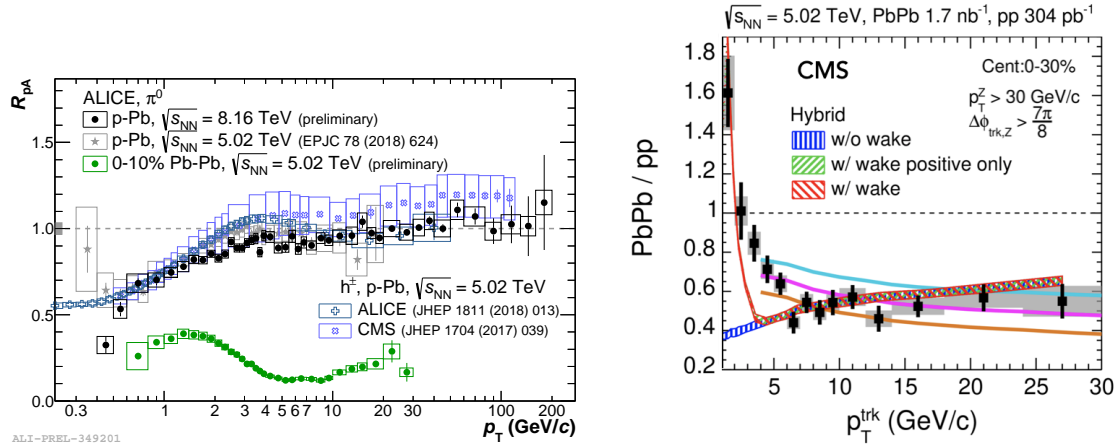 R_pA
ALICE, π⁰
p-Pb, √s_NN = 8.16 TeV (preliminary)
p-Pb, √s_NN = 5.02 TeV (EPJC 78 (2018) 624)
0-10% Pb-Pb, √s_NN = 5.02 TeV (preliminary)
1.5
1.0
0.5
0.0
h±, p-Pb, √s_NN = 5.02 TeV
ALICE (JHEP 1811 (2018) 013)
CMS (JHEP 1704 (2017) 039)
0.3 1 2 3 4 5 6 7 10 20 30 100 200
p_T (GeV/c)
ALI-PREL-349201
√s_NN = 5.02 TeV, PbPb 1.7 nb⁻¹, pp 304 pb⁻¹
PbPb / pp
1.8
1.6
1.4
1.2
1
0.8
0.6
0.4
0.2
CMS
Cent:0-30%
p_T^Z > 30 GeV/c
Δϕ_trk,Z > 7π/8
Hybrid
w/o wake
w/ wake positive only
w/ wake
5 10 15 20 25 30
p_T^trk (GeV/c)